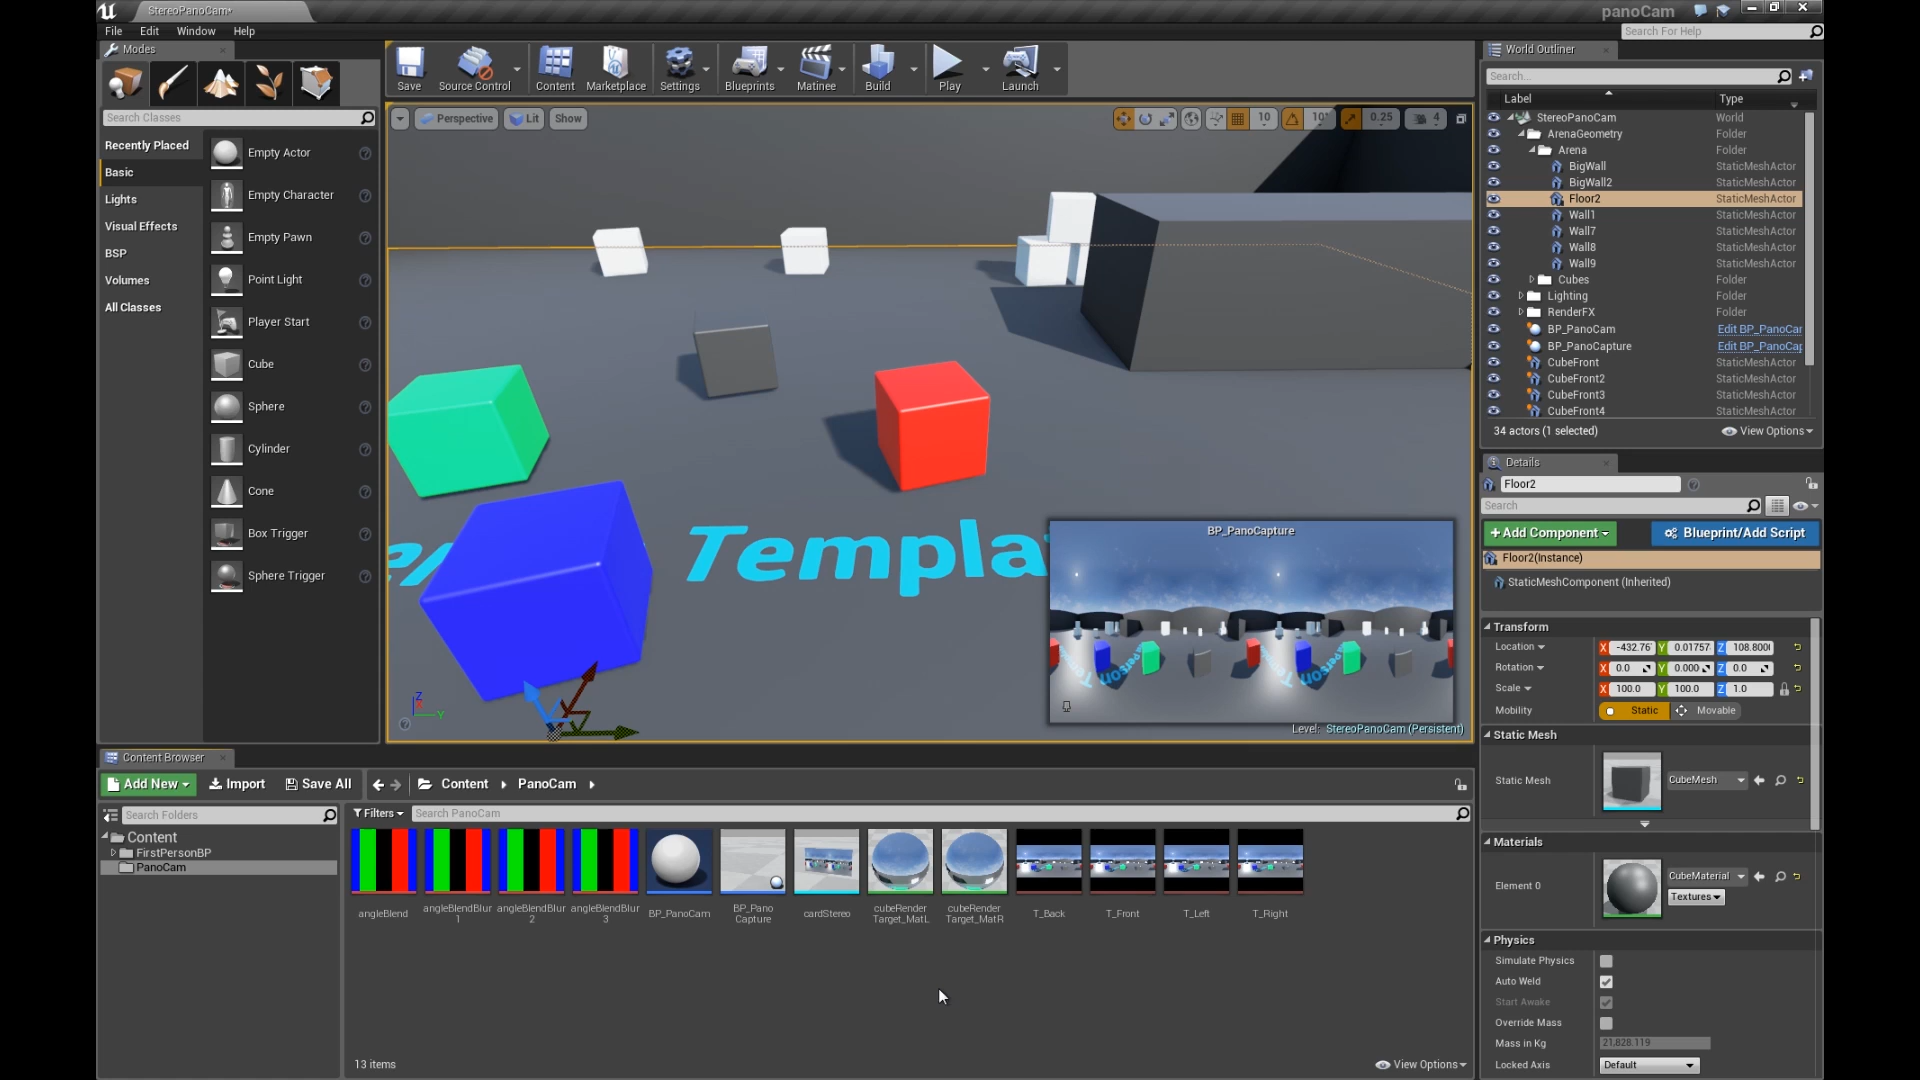 StereoPanoCam*
panoCam
File Edit Window Help
Search For Help
Modes
Search Classes
Recently Placed
Basic
Lights
Visual Effects
BSP
Volumes
All Classes
Empty Actor
Empty Character
Empty Pawn
Point Light
Player Start
Cube
Sphere
Cylinder
Cone
Box Trigger
Sphere Trigger
Save
Source Control
Content
Marketplace
Settings
Blueprints
Matinee
Build
Play
Launch
Perspective
Lit
Show
10
10°
0.25
4
Templa
BP_PanoCapture
Level: StereoPanoCam (Persistent)
Z
Y
World Outliner
Search...
Label Type
StereoPanoCam World
ArenaGeometry Folder
Arena Folder
BigWall StaticMeshActor
BigWall2 StaticMeshActor
Floor2 StaticMeshActor
Wall1 StaticMeshActor
Wall7 StaticMeshActor
Wall8 StaticMeshActor
Wall9 StaticMeshActor
Cubes Folder
Lighting Folder
RenderFX Folder
BP_PanoCam Edit BP_PanoCar
BP_PanoCapture Edit BP_PanoCap
CubeFront StaticMeshActor
CubeFront2 StaticMeshActor
CubeFront3 StaticMeshActor
CubeFront4 StaticMeshActor
34 actors (1 selected)
View Options
Details
Floor2
Search
+Add Component
Blueprint/Add Script
Floor2(Instance)
StaticMeshComponent (Inherited)
Transform
Location X -432.76 Y 0.01757 Z 108.800
Rotation X 0.0 Y 0.000 Z 0.0
Scale X 100.0 Y 100.0 Z 1.0
Mobility Static Movable
Static Mesh
Static Mesh CubeMesh
Materials
Element 0 CubeMaterial
Textures
Physics
Simulate Physics
Auto Weld
Start Awake
Override Mass
Mass in Kg 21,828.119
Locked Axis Default
Content Browser
Add New Import Save All Content PanoCam
Search Folders
Content
FirstPersonBP
PanoCam
Filters
Search PanoCam
angleBlend
angleBlendBlur
1
angleBlendBlur
2
angleBlendBlur
3
BP_PanoCam
BP_Pano
Capture
cardStereo
cubeRender
Target_MatL
cubeRender
Target_MatR
T_Back
T_Front
T_Left
T_Right
13 items
View Options